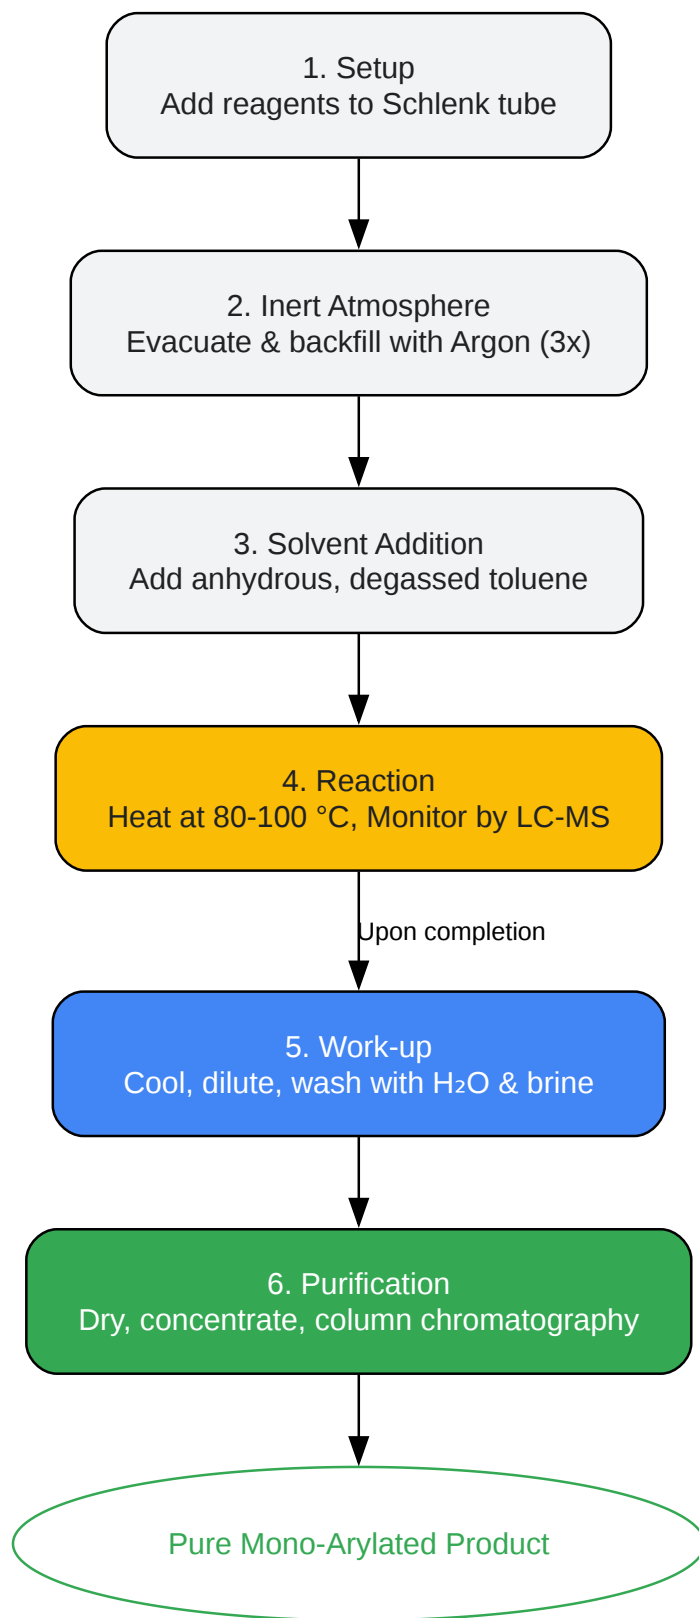 1. Setup
Add reagents to Schlenk tube
2. Inert Atmosphere
Evacuate & backfill with Argon (3x)
3. Solvent Addition
Add anhydrous, degassed toluene
4. Reaction
Heat at 80-100 °C, Monitor by LC-MS
Upon completion
5. Work-up
Cool, dilute, wash with H₂O & brine
6. Purification
Dry, concentrate, column chromatography
Pure Mono-Arylated Product